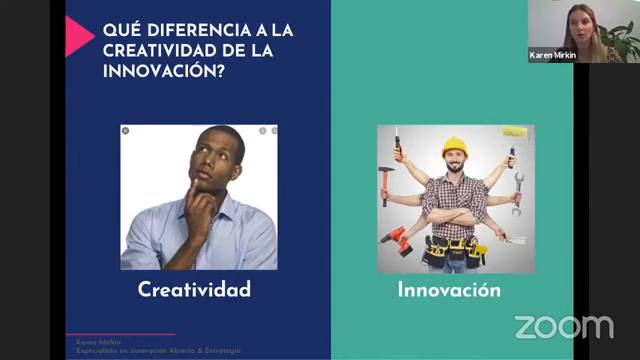 QUÉ DIFERENCIA A LA
CREATIVIDAD DE LA
INNOVACIÓN?
Karen Mirkin
Creatividad
Innovación
Karen Mirkin
Especialista en innovación Abierta & Estrategia
zoom